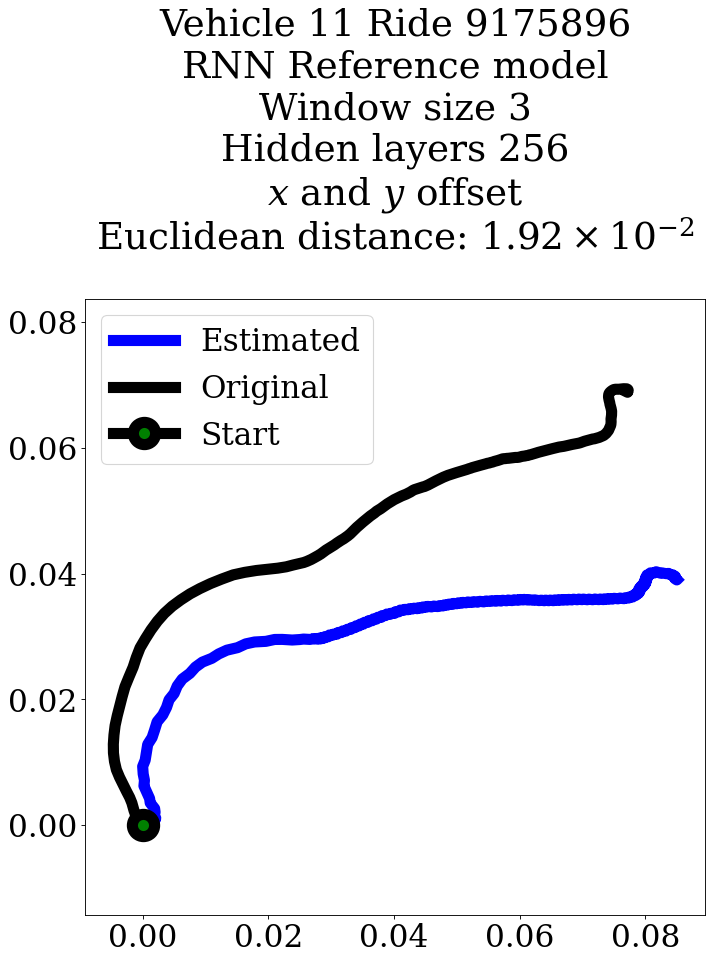 Vehicle 11 Ride 9175896
RNN Reference model
Window size 3
Hidden layers 256
x and y offset
Euclidean distance: 1.92 × 10⁻²
Estimated
Original
Start
0.08
0.06
0.04
0.02
0.00
0.00 0.02 0.04 0.06 0.08